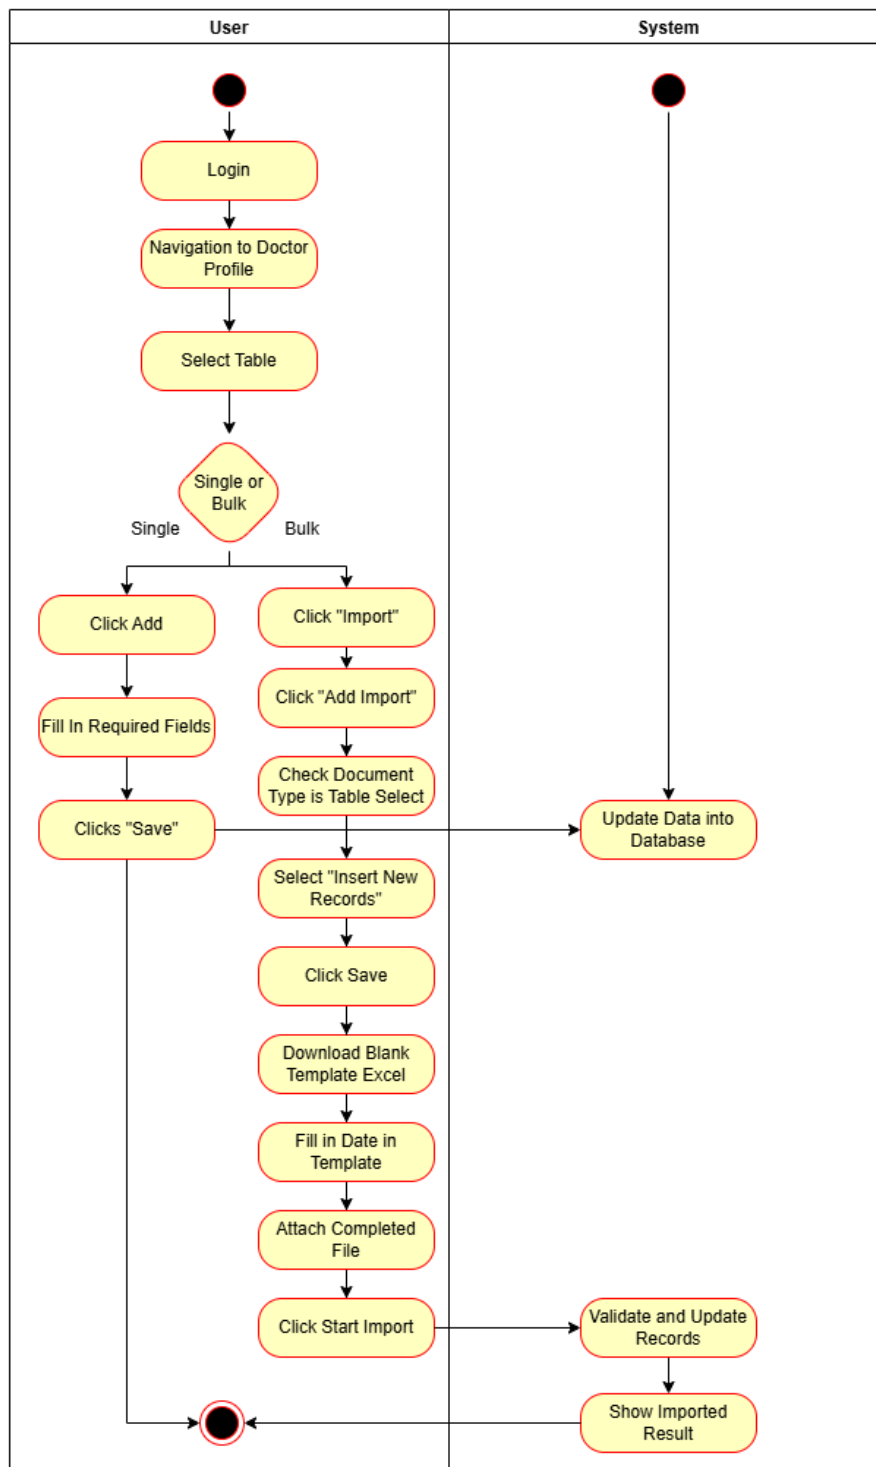 User
System
Login
Navigation to Doctor
Profile
Select Table
Single or
Bulk
Single
Bulk
Click Add
Click "Import"
Click "Add Import"
Fill In Required Fields
Check Document
Type is Table Select
Clicks "Save"
Update Data into
Database
Select "Insert New
Records"
Click Save
Download Blank
Template Excel
Fill in Date in
Template
Attach Completed
File
Click Start Import
Validate and Update
Records
Show Imported
Result